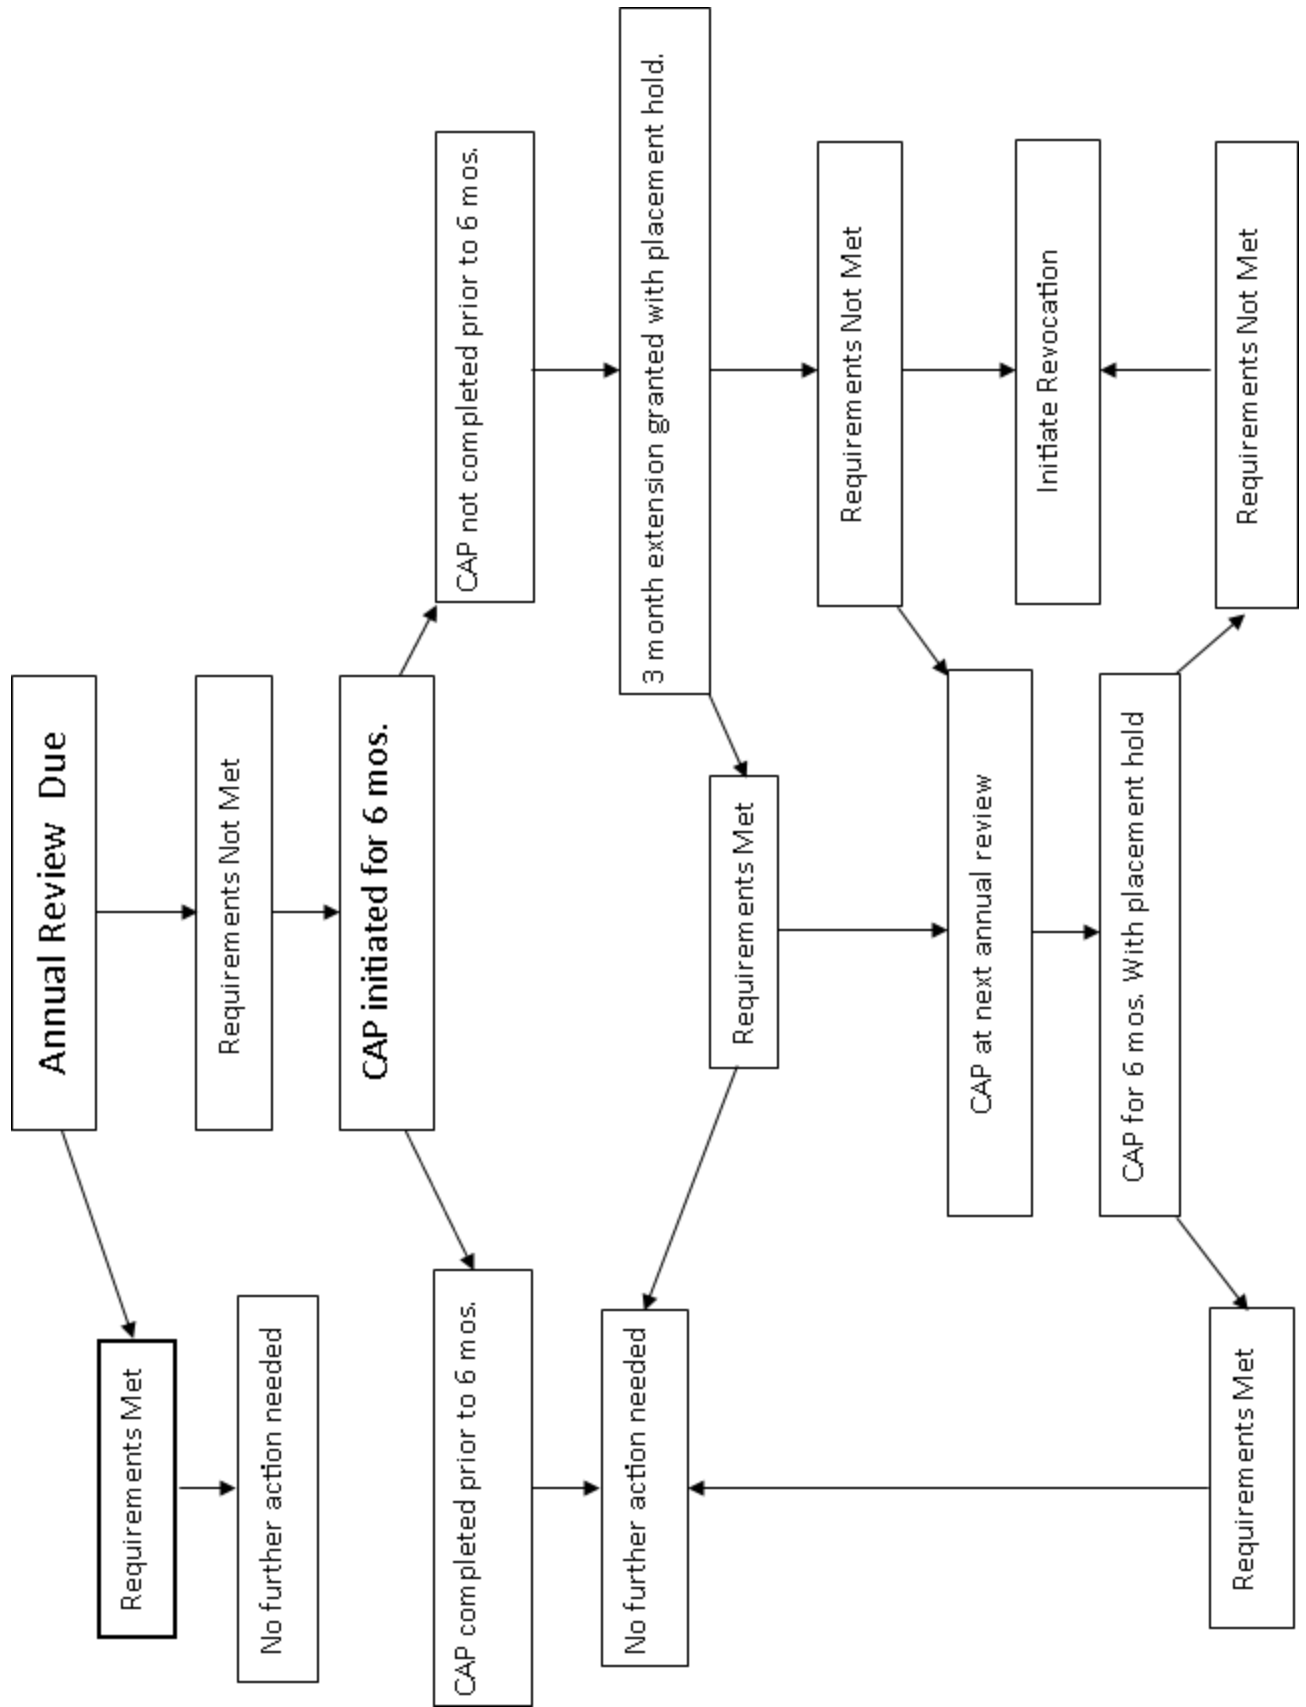 Annual Review Due
Requirements Met
Requirements Not Met
No further action needed
CAP initiated for 6 mos.
CAP completed prior to 6 mos.
CAP not completed prior to 6 mos.
No further action needed
3 month extension granted with placement hold.
Requirements Met
Requirements Not Met
CAP at next annual review
Initiate Revocation
CAP for 6 mos. With placement hold
Requirements Met
Requirements Not Met